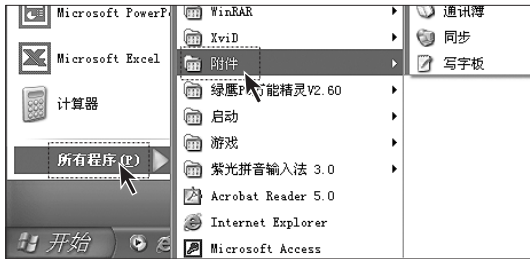 Microsoft PowerP
Microsoft Excel
计算器
所有程序(P)
开始
WinRAR
XviD
附件
绿鹰P 万能精灵V2.60
启动
游戏
紫光拼音输入法 3.0
Acrobat Reader 5.0
Internet Explorer
Microsoft Access
通讯簿
同步
写字板